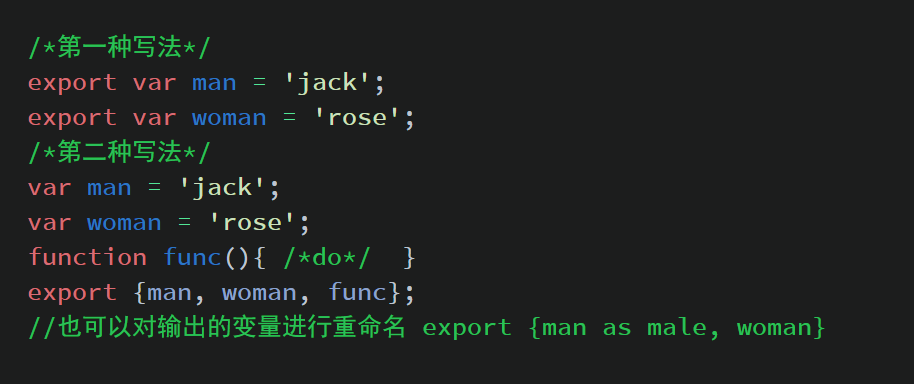 /*第一种写法*/
export var man = 'jack';
export var woman = 'rose';
/*第二种写法*/
var man = 'jack';
var woman = 'rose';
function func(){ /*do*/  }
export {man, woman, func};
//也可以对输出的变量进行重命名 export {man as male, woman}